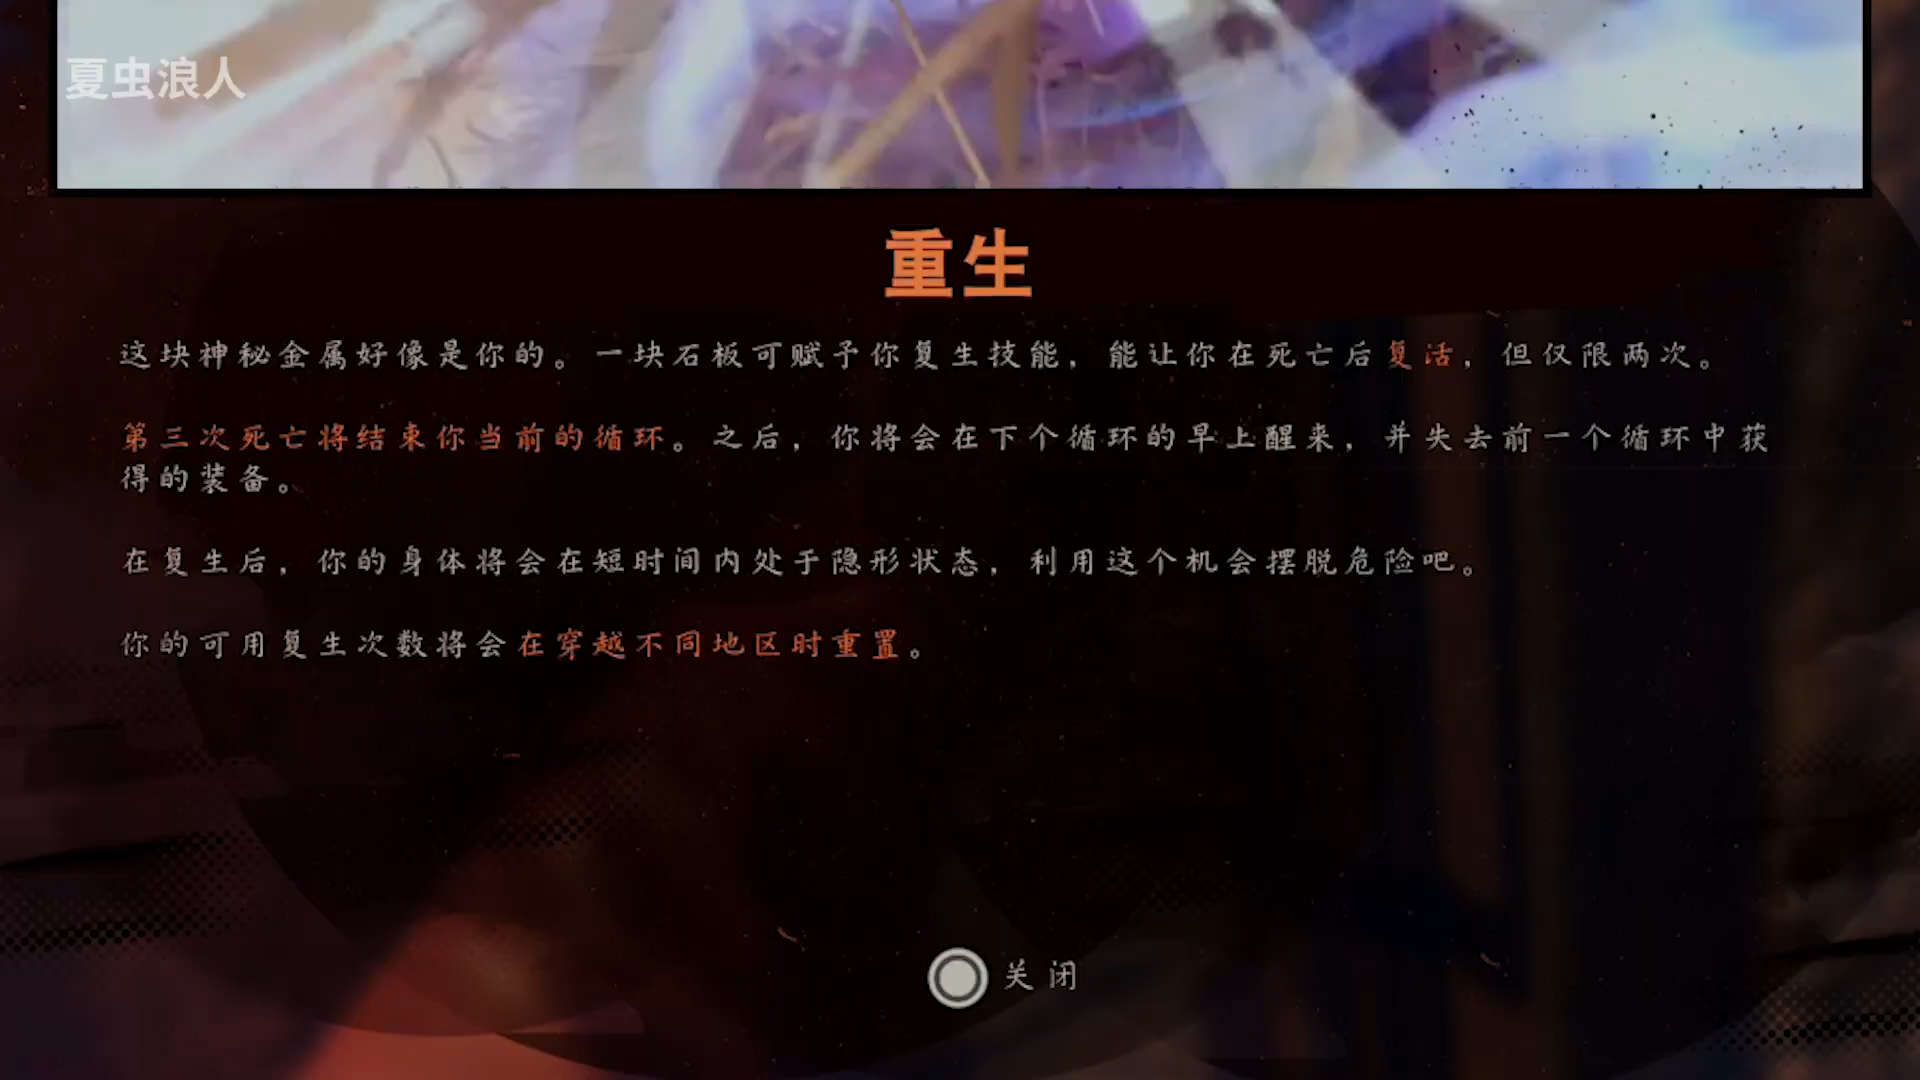 夏虫浪人
重生
这块神秘金属好像是你的。一块石板可赋予你复生技能，能让你在死亡后复活，但仅限两次。
第三次死亡将结束你当前的循环。之后，你将会在下个循环的早上醒来，并失去前一个循环中获
得的装备。
在复生后，你的身体将会在短时间内处于隐形状态，利用这个机会摆脱危险吧。
你的可用复生次数将会在穿越不同地区时重置。
关闭